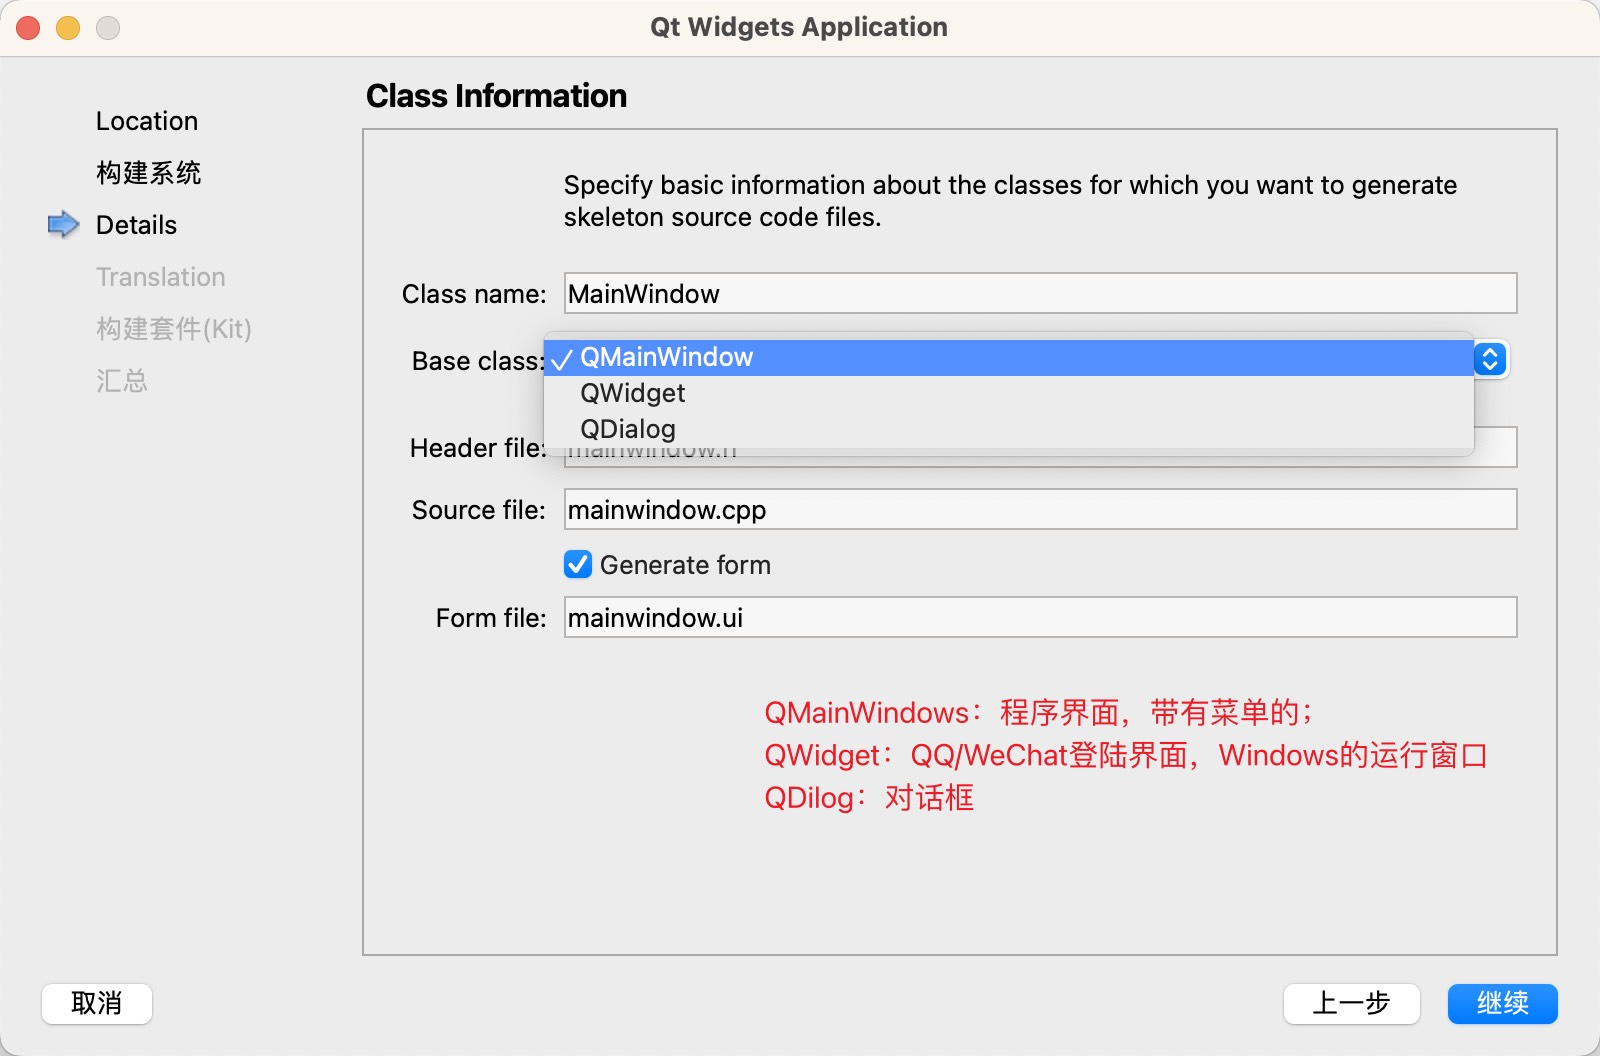 Qt Widgets Application
Class Information
Location
构建系统
Details
Translation
构建套件(Kit)
汇总
Specify basic information about the classes for which you want to generate
skeleton source code files.
Class name: MainWindow
Base class: QMainWindow
QWidget
QDialog
Header file: mainwindow.h
Source file: mainwindow.cpp
Generate form
Form file: mainwindow.ui
QMainWindows：程序界面，带有菜单的；
QWidget：QQ/WeChat登陆界面，Windows的运行窗口
QDilog：对话框
取消
上一步
继续